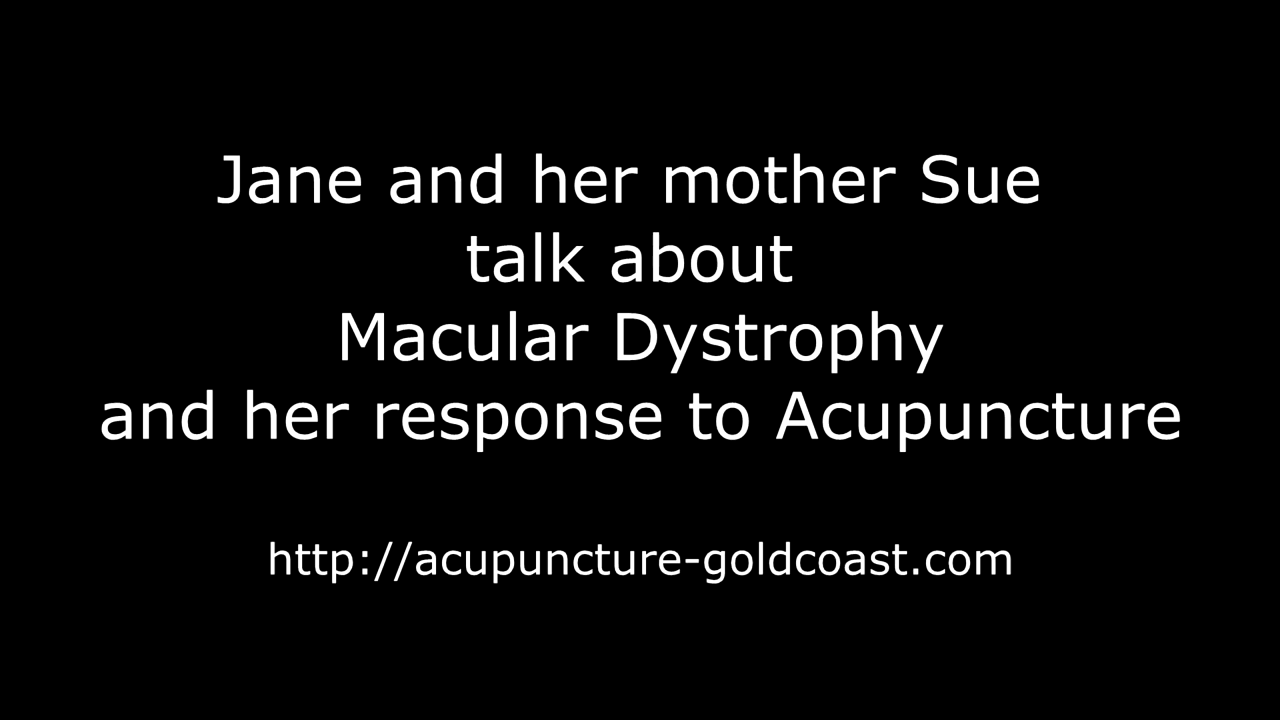 Jane and her mother Sue
talk about
Macular Dystrophy
and her response to Acupuncture
http://acupuncture-goldcoast.com